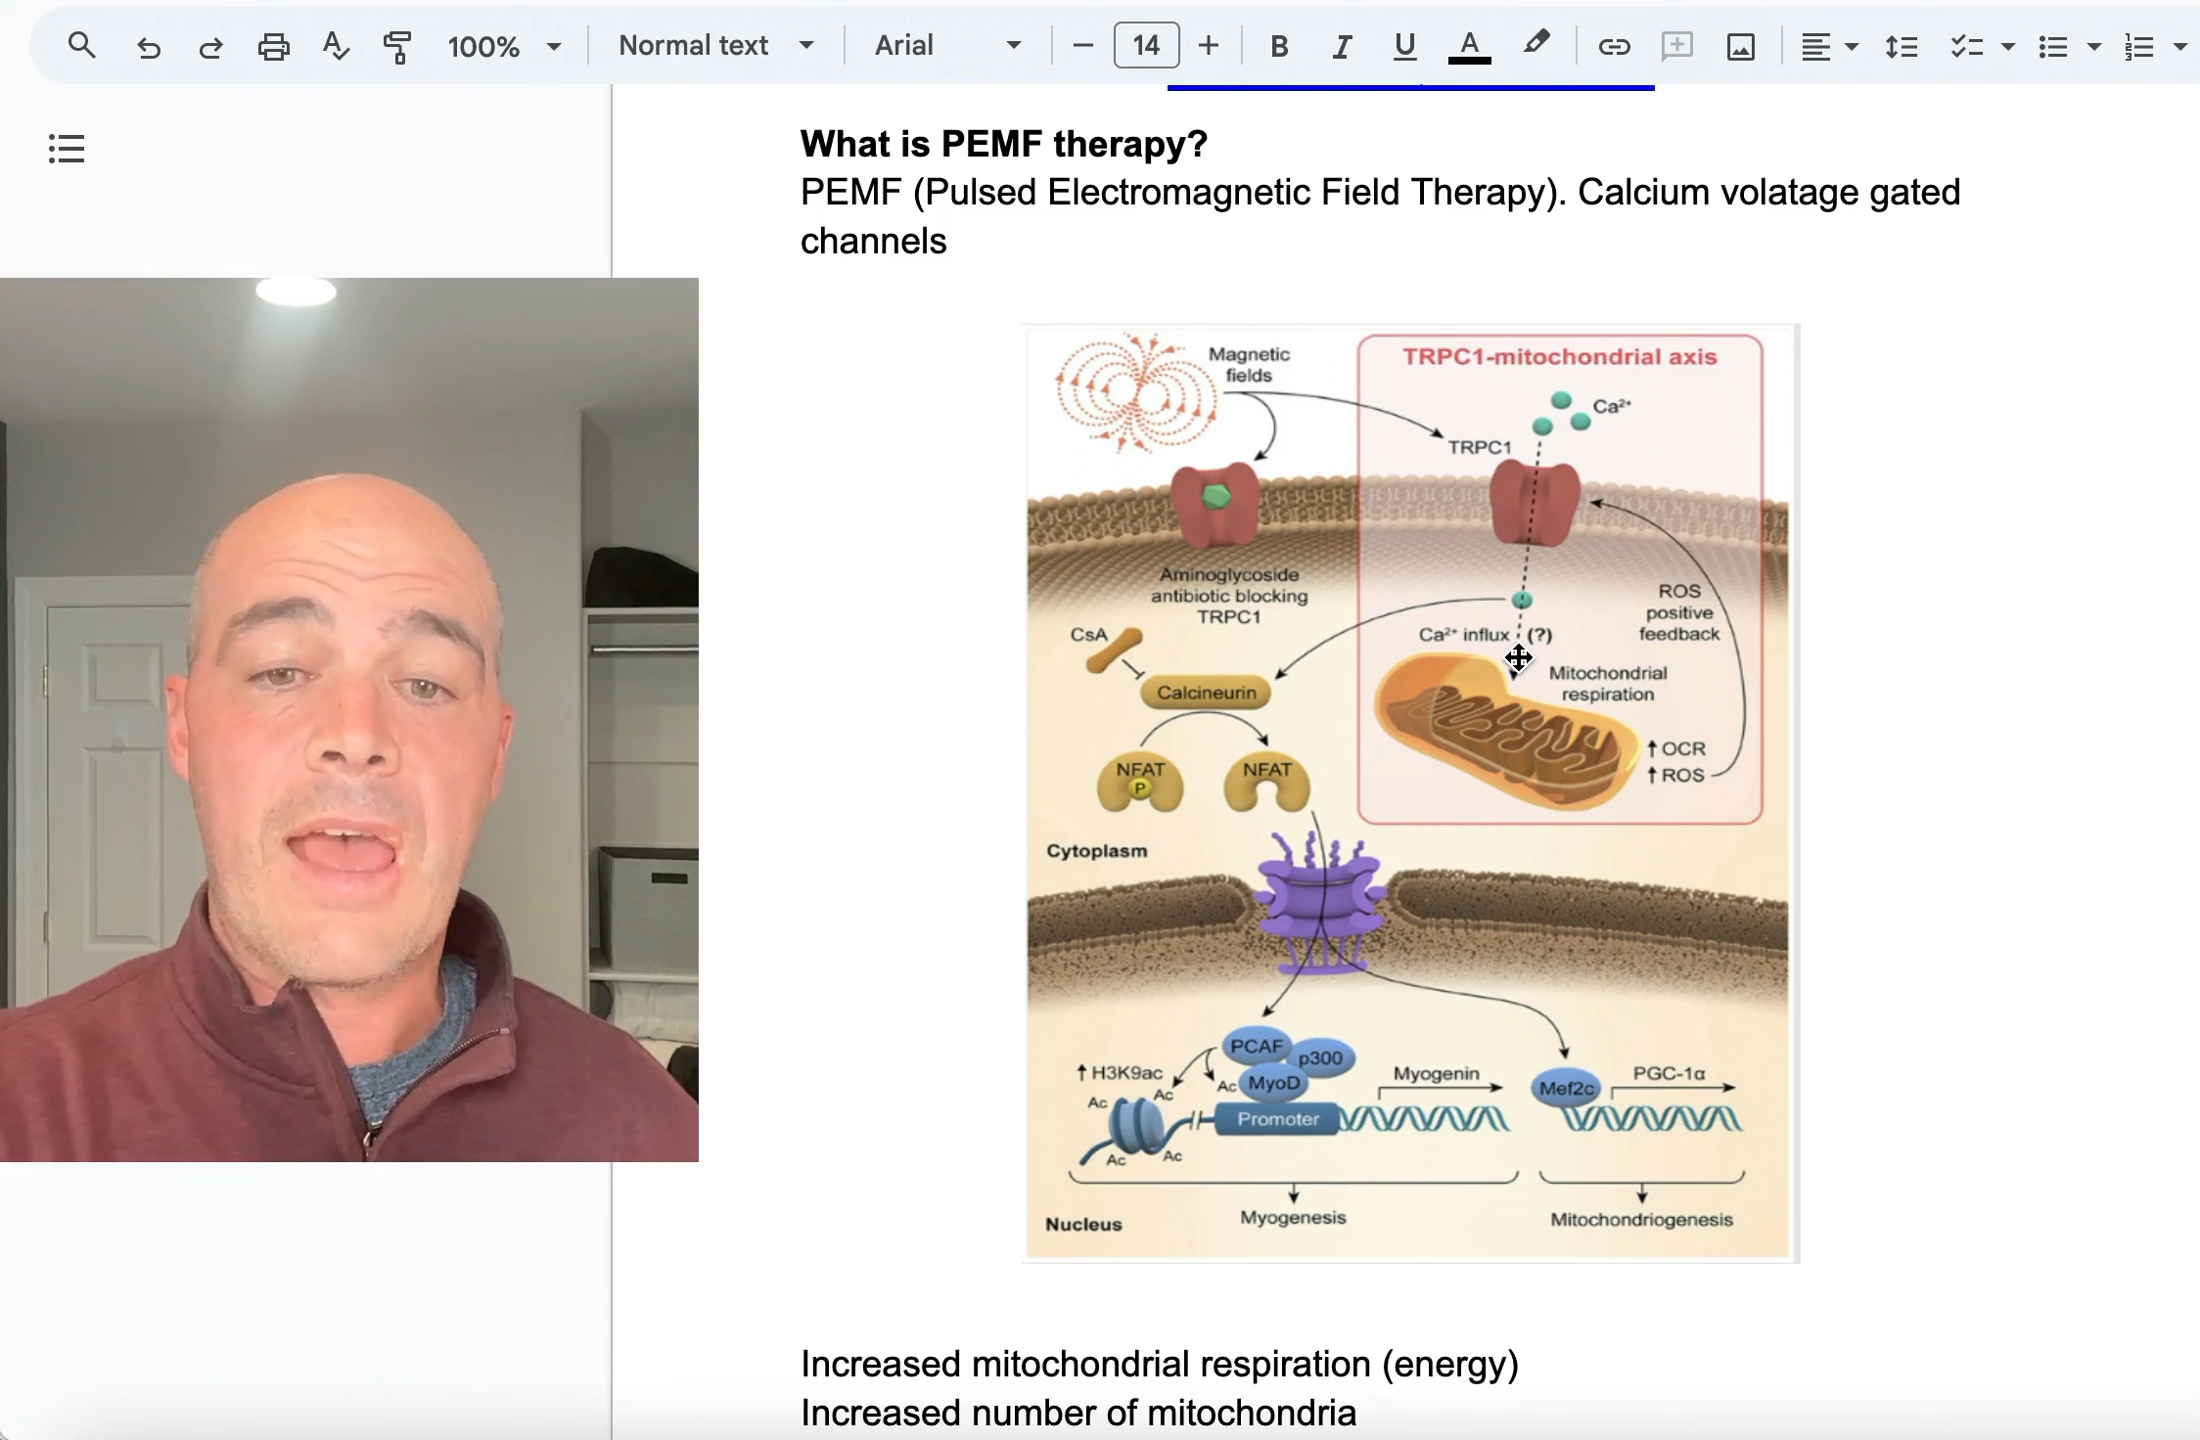 100%
Normal text
Arial
14
B
I
U
A
What is PEMF therapy?
PEMF (Pulsed Electromagnetic Field Therapy). Calcium volatage gated
channels
Magnetic
fields
TRPC1-mitochondrial axis
Ca²⁺
TRPC1
Aminoglycoside
antibiotic blocking
TRPC1
ROS
positive
feedback
CsA
Ca²⁺ influx (?)
Mitochondrial
respiration
Calcineurin
↑ OCR
↑ ROS
NFAT
P
NFAT
Cytoplasm
PCAF
p300
↑ H3K9ac
Ac
MyoD
Myogenin
Mef2c
PGC-1α
Ac
Ac
Promoter
Ac
Ac
Nucleus
Myogenesis
Mitochondriogenesis
Increased mitochondrial respiration (energy)
Increased number of mitochondria